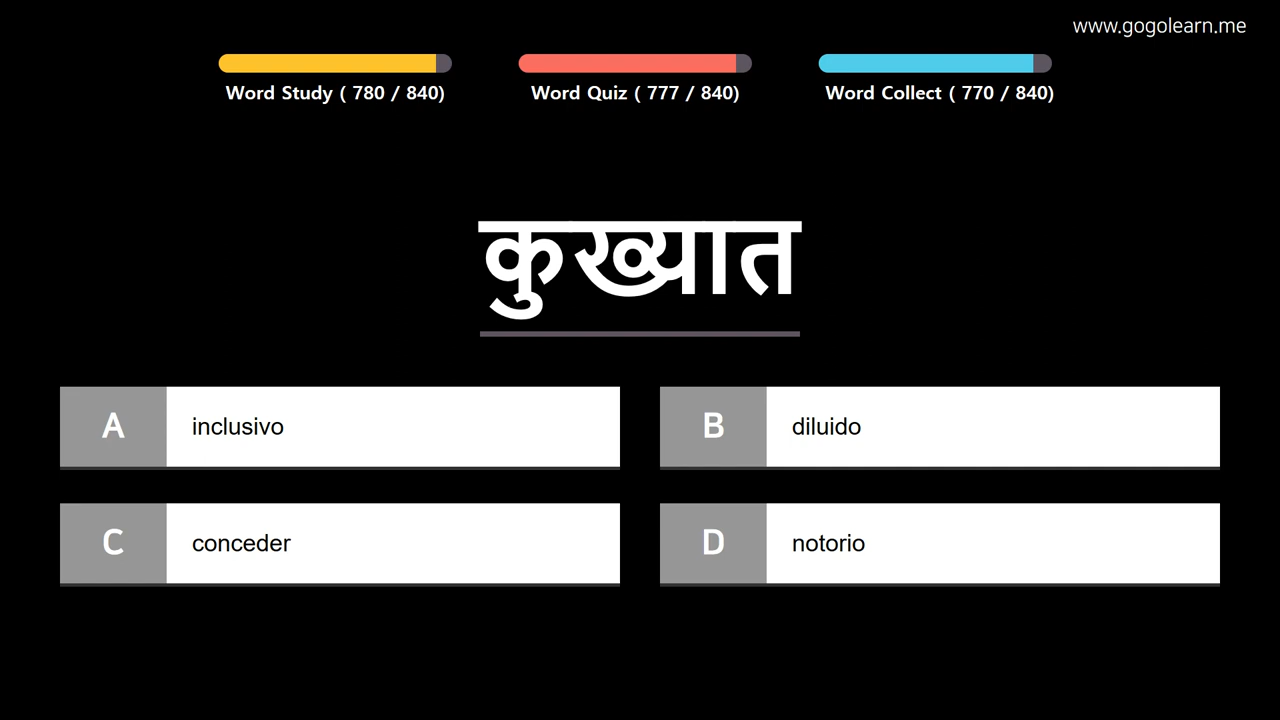 www.gogolearn.me
Word Study ( 780 / 840)
Word Quiz ( 777 / 840)
Word Collect ( 770 / 840)
कुख्यात
A inclusivo
B diluido
C conceder
D notorio